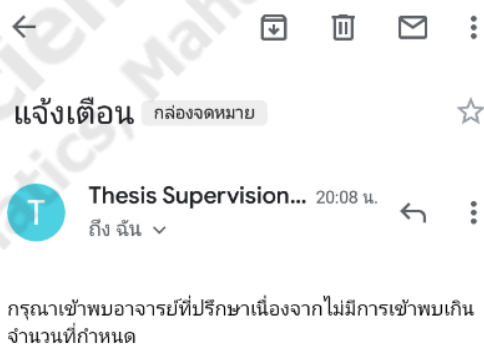 แจ้งเตือน กล่องจดหมาย
Thesis Supervision... 20:08 น.
T
ถึง ฉัน
กรุณาเข้าพบอาจารย์ที่ปรึกษาเนื่องจากไม่มีการเข้าพบเกิน
จำนวนที่กำหนด